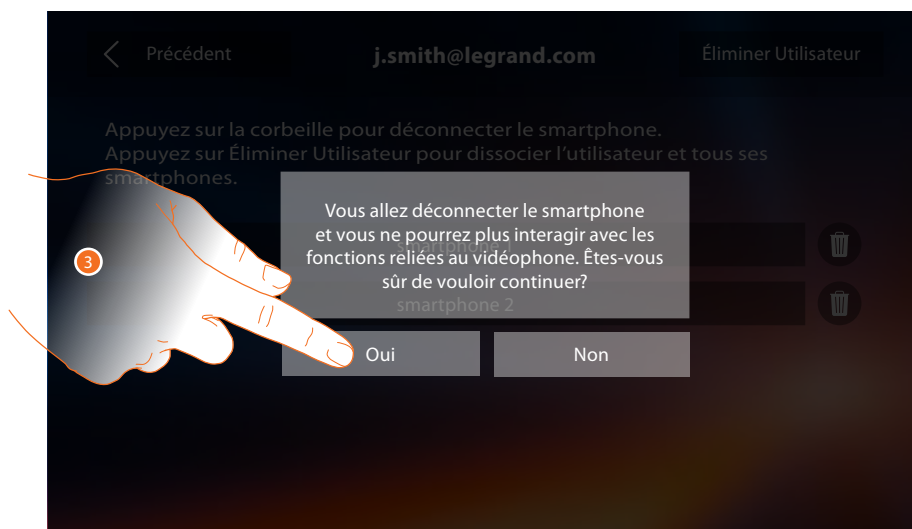 Précédent
j.smith@legrand.com
Éliminer Utilisateur
Appuyez sur la corbeille pour déconnecter le smartphone.
Appuyez sur Éliminer Utilisateur pour dissocier l'utilisateur et tous ses
smartphones.
Vous allez déconnecter le smartphone
et vous ne pourrez plus interagir avec les
smartphone 1
fonctions reliées au vidéophone. Êtes-vous
sûr de vouloir continuer?
smartphone 2
3
Oui
Non